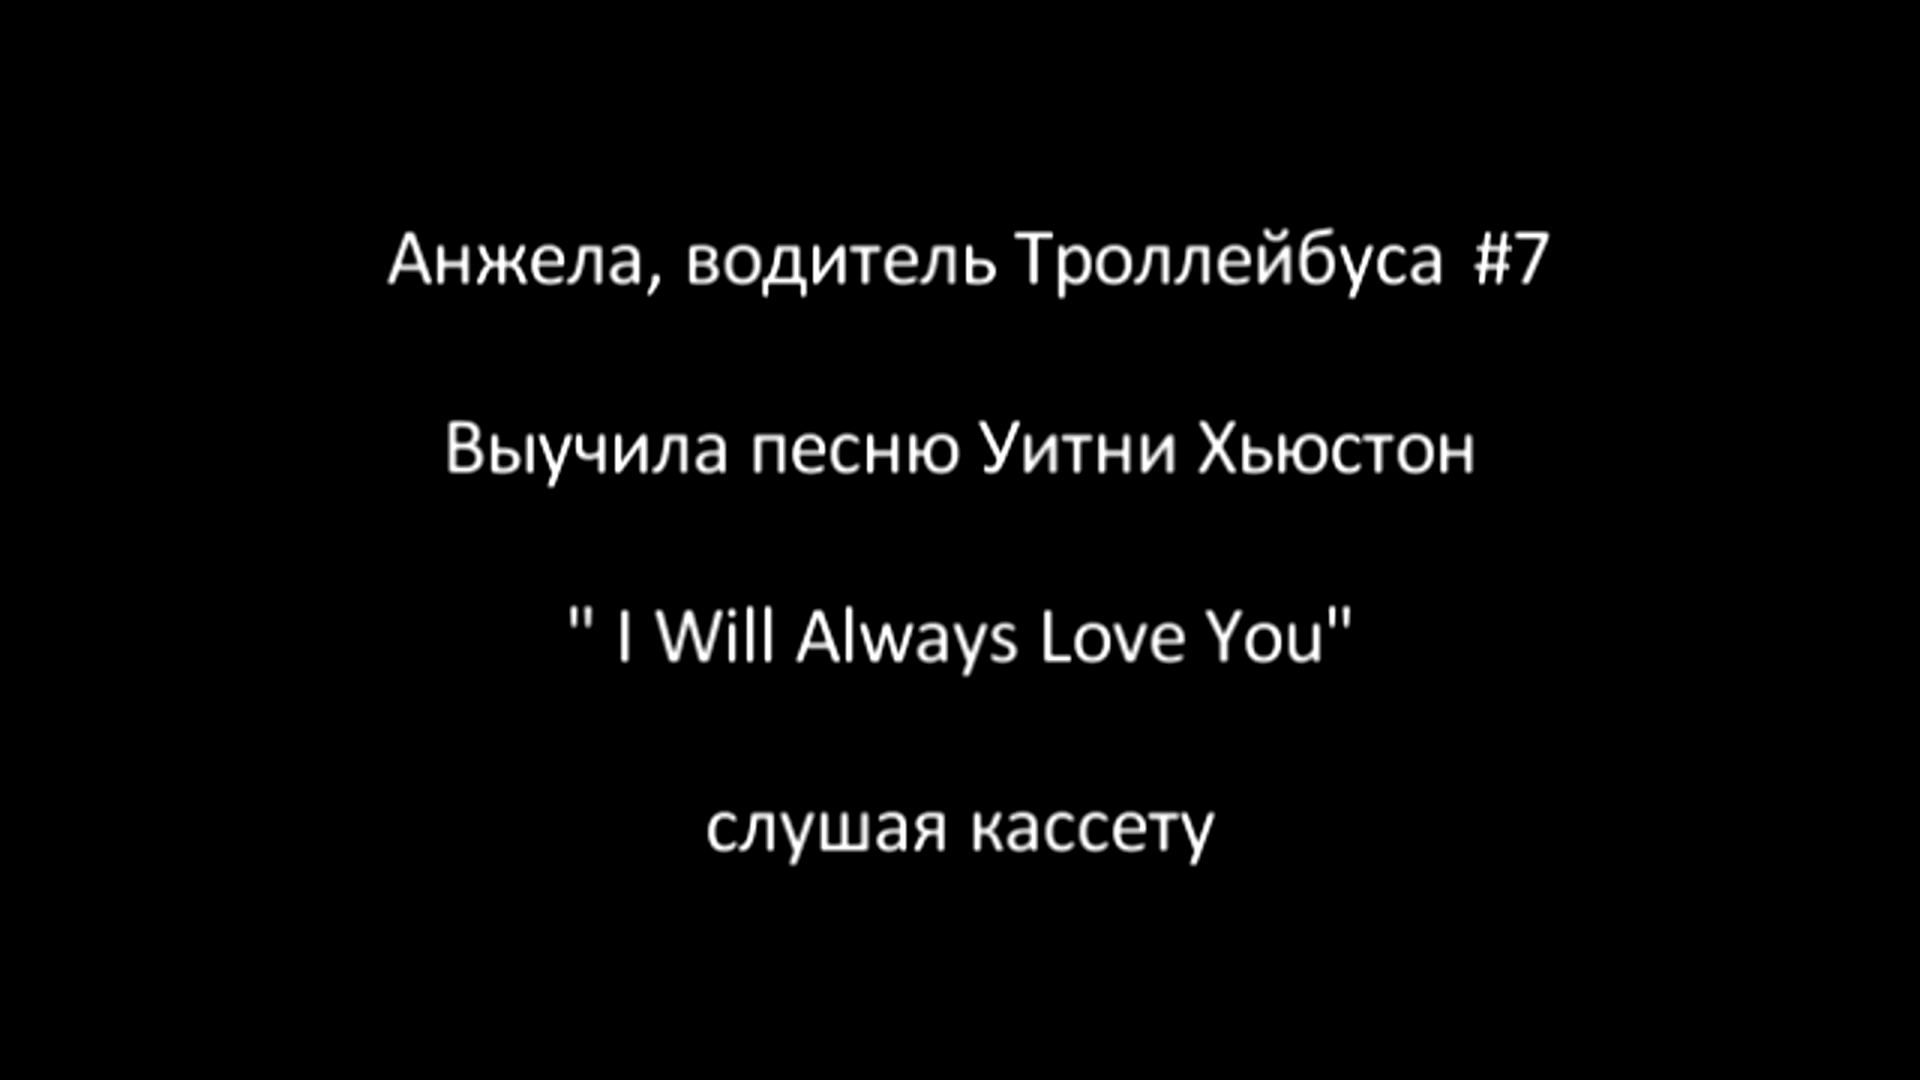 Анжела, водитель Троллейбуса #7
Выучила песню Уитни Хьюстон
" I Will Always Love You"
слушая кассету